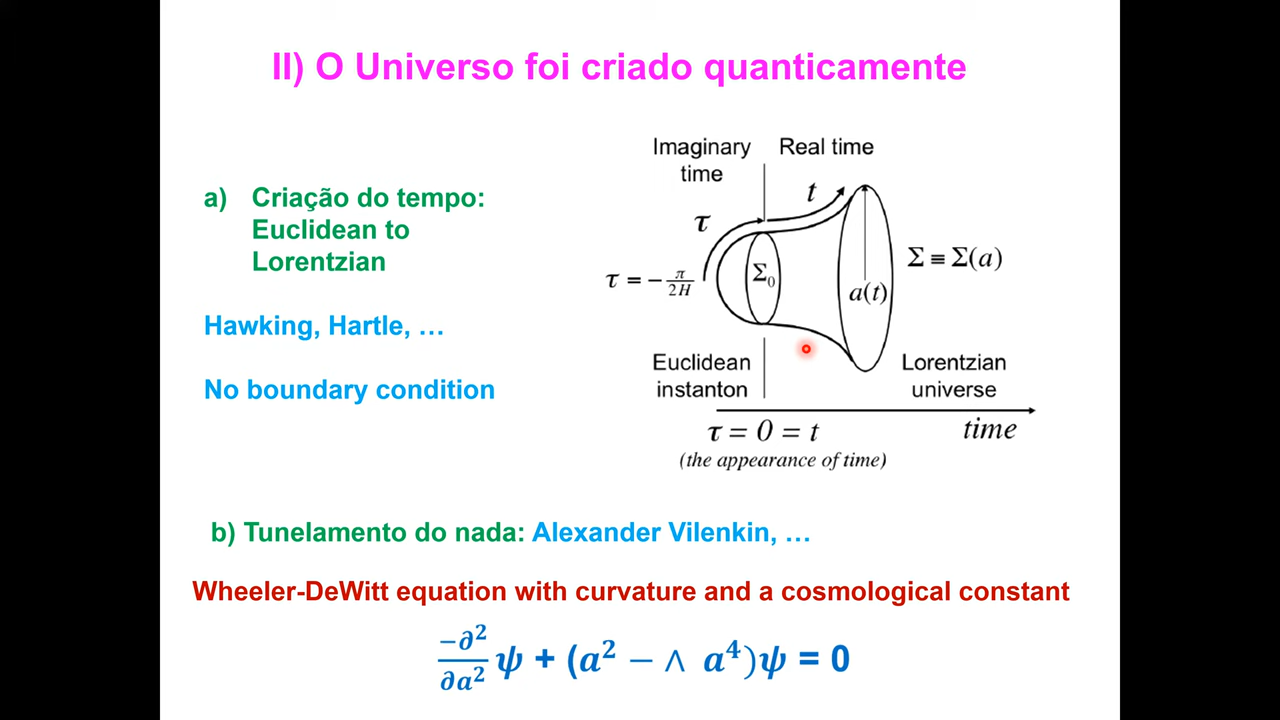 II) O Universo foi criado quanticamente
a) Criação do tempo:
Euclidean to
Lorentzian
Hawking, Hartle, …
No boundary condition
Imaginary
time
Real time
τ
t
τ = − π/2H
Σ₀
a(t)
Σ ≡ Σ(a)
Euclidean
instanton
Lorentzian
universe
τ = 0 = t
time
(the appearance of time)
b) Tunelamento do nada: Alexander Vilenkin, …
Wheeler-DeWitt equation with curvature and a cosmological constant
−∂²/∂a² ψ + (a² − ∧ a⁴)ψ = 0